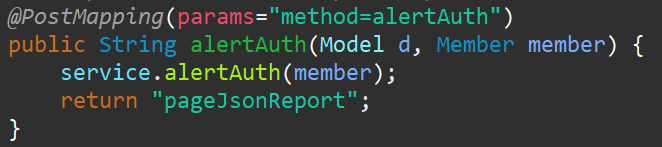 @PostMapping(params="method=alertAuth")
public String alertAuth(Model d, Member member) {
    service.alertAuth(member);
    return "pageJsonReport";
}